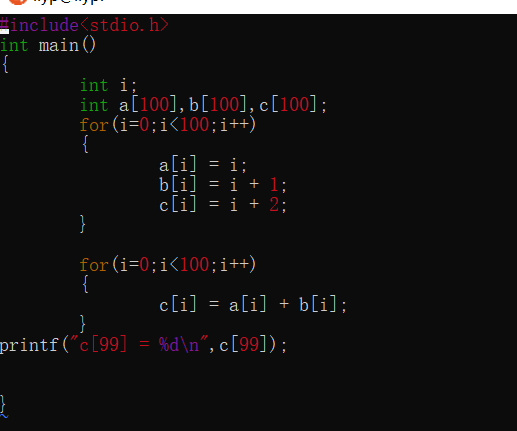 #include<stdio.h>
int main()
{
        int i;
        int a[100],b[100],c[100];
        for(i=0;i<100;i++)
        {
                a[i] = i;
                b[i] = i + 1;
                c[i] = i + 2;
        }

        for(i=0;i<100;i++)
        {
                c[i] = a[i] + b[i];
        }
printf("c[99] = %d\n",c[99]);


}
~